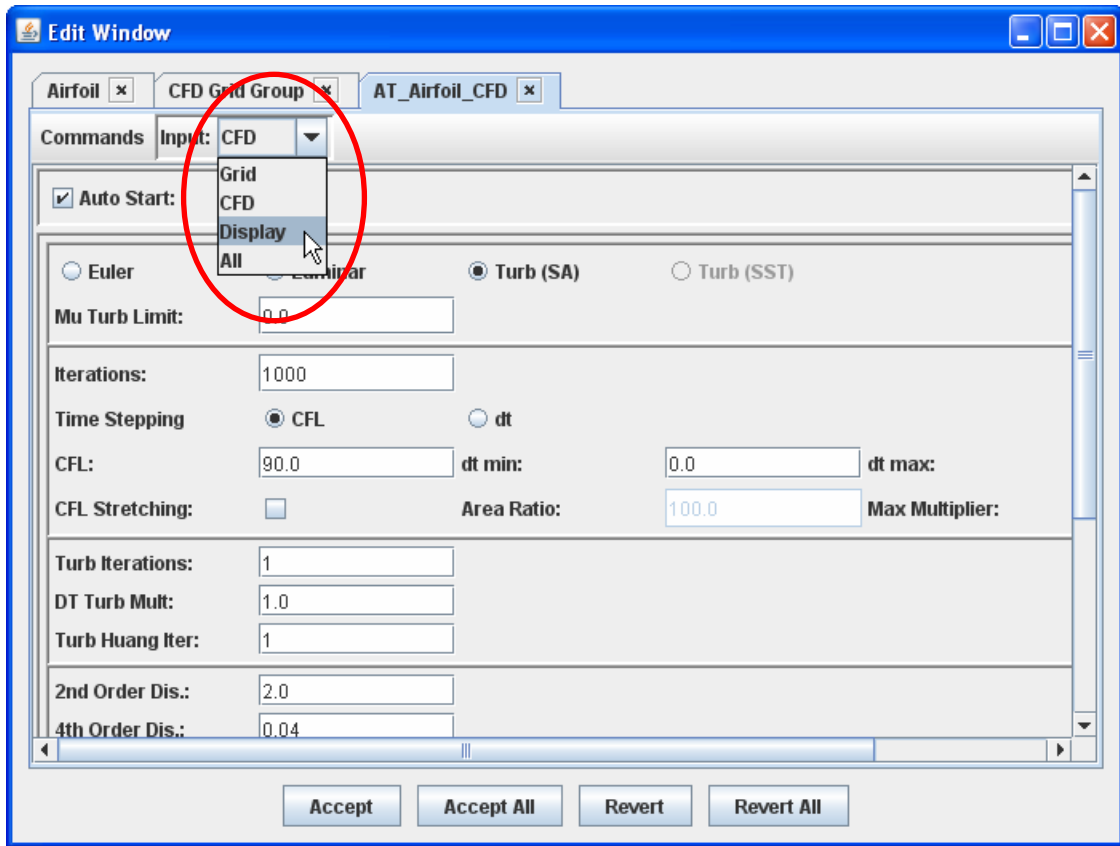 Edit Window
Airfoil CFD Grid Group AT_Airfoil_CFD
Commands Input: CFD
Grid
Auto Start: CFD
Display
All
Euler Laminar Turb (SA) Turb (SST)
Mu Turb Limit: 0.0
Iterations: 1000
Time Stepping CFL dt
CFL: 90.0 dt min: 0.0 dt max:
CFL Stretching: Area Ratio: 100.0 Max Multiplier:
Turb Iterations: 1
DT Turb Mult: 1.0
Turb Huang Iter: 1
2nd Order Dis.: 2.0
4th Order Dis.: 0.04
Accept Accept All Revert Revert All